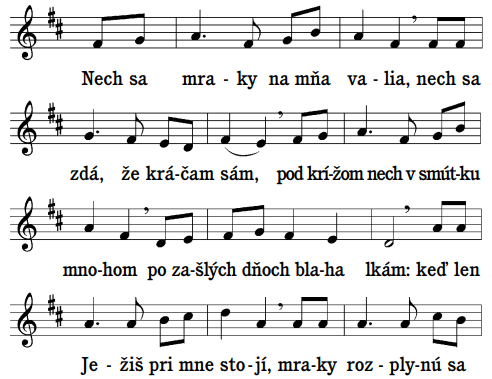 Nech sa mra - ky na mňa va - lia, nech sa
zdá, že krá-čam sám, pod krí-žom nech v smút-ku
mno-hom po za-šlých dňoch bla-ha lkám: keď len
Je - žiš pri mne sto-jí, mra-ky roz - ply-nú sa